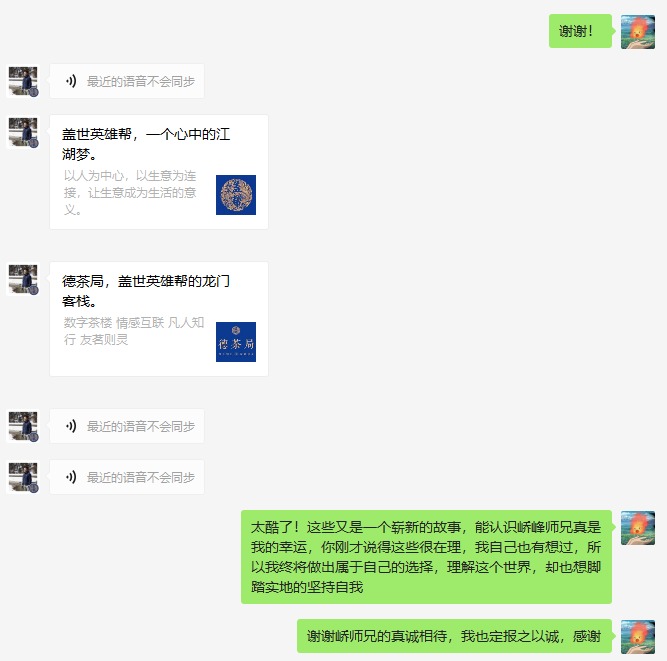 谢谢！
最近的语音不会同步
盖世英雄帮，一个心中的江
湖梦。
以人为中心，以生意为连
接，让生意成为生活的意
义。
德茶局，盖世英雄帮的龙门
客栈。
数字茶楼 情感互联 凡人知
行 友茗则灵
德茶局
最近的语音不会同步
最近的语音不会同步
太酷了！这些又是一个崭新的故事，能认识峤峰师兄真是
我的幸运，你刚才说得这些很在理，我自己也有想过，所
以我终将做出属于自己的选择，理解这个世界，却也想脚
踏实地的坚持自我
谢谢峤师兄的真诚相待，我也定报之以诚，感谢